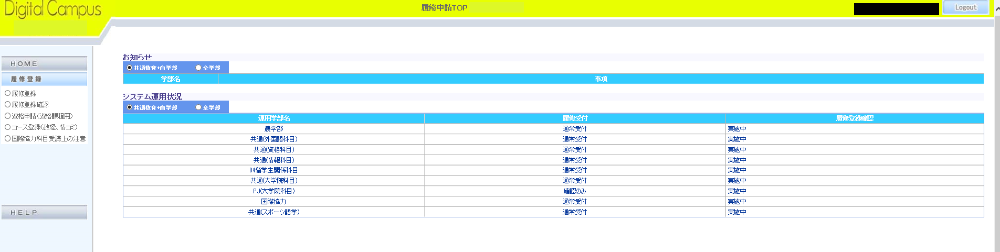 Digital Campus
履修申請TOP
Logout
HOME
履修登録
○履修登録
○履修登録確認
○資格申請(資格課程用)
○コース登録(政経、情コミ)
○国際協力科目受講上の注意
HELP
お知らせ
共通教育+自学部 全学部
学部名 事項
システム運用状況
共通教育+自学部 全学部
運用学部名 履修受付 履修登録確認
農学部 通常受付 実施中
共通(外国語科目) 通常受付 実施中
共通(資格科目) 通常受付 実施中
共通(情報科目) 通常受付 実施中
84留学生関係科目 通常受付 実施中
共通(大学院科目) 通常受付 実施中
PJ(大学院科目) 確認のみ 実施中
国際協力 通常受付 実施中
共通(スポーツ語学) 通常受付 実施中